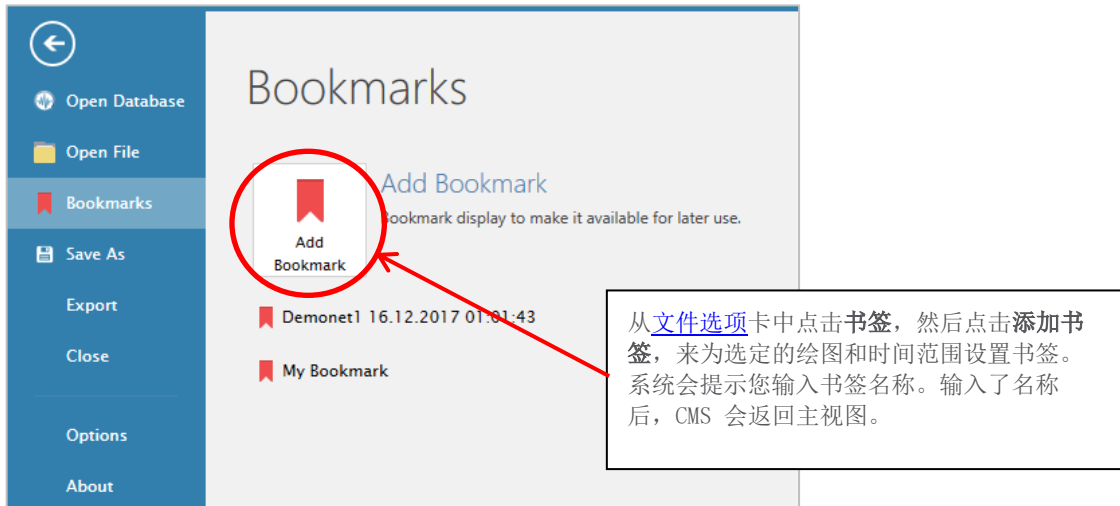 Open Database
Open File
Bookmarks
Save As
Export
Close
Options
About
Bookmarks
Add
Bookmark
Add Bookmark
Bookmark display to make it available for later use.
Demonet1 16.12.2017 01:01:43
My Bookmark
从文件选项卡中点击书签，然后点击添加书
签，来为选定的绘图和时间范围设置书签。
系统会提示您输入书签名称。输入了名称
后，CMS 会返回主视图。